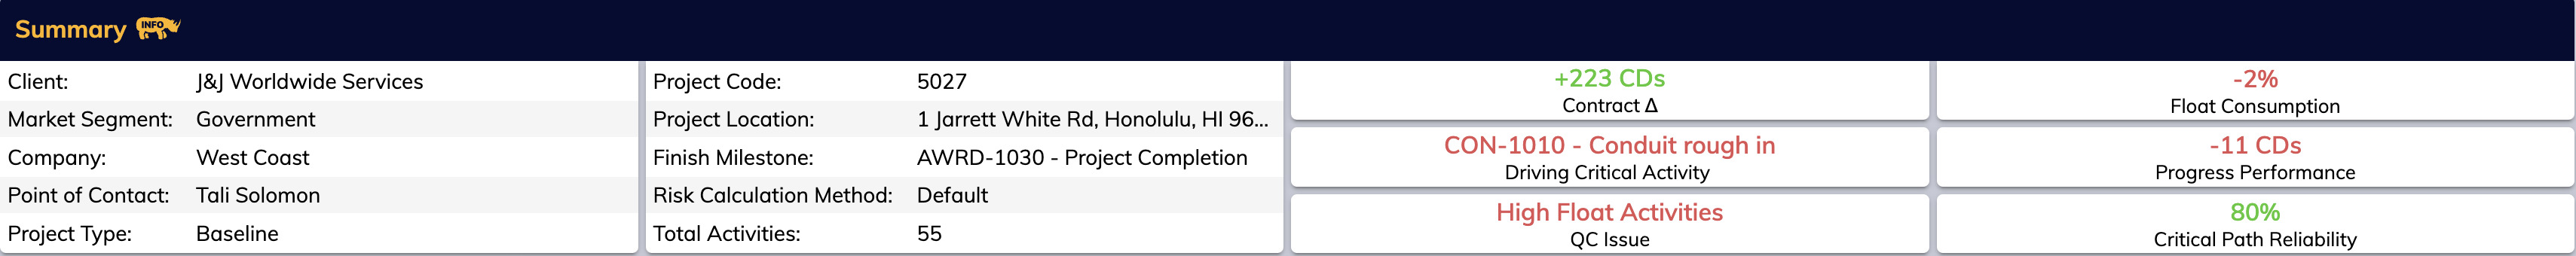 Summary INFO
Client: J&J Worldwide Services
Market Segment: Government
Company: West Coast
Point of Contact: Tali Solomon
Project Type: Baseline
Project Code: 5027
Project Location: 1 Jarrett White Rd, Honolulu, HI 96...
Finish Milestone: AWRD-1030 - Project Completion
Risk Calculation Method: Default
Total Activities: 55
+223 CDs
Contract Δ
CON-1010 - Conduit rough in
Driving Critical Activity
High Float Activities
QC Issue
-2%
Float Consumption
-11 CDs
Progress Performance
80%
Critical Path Reliability